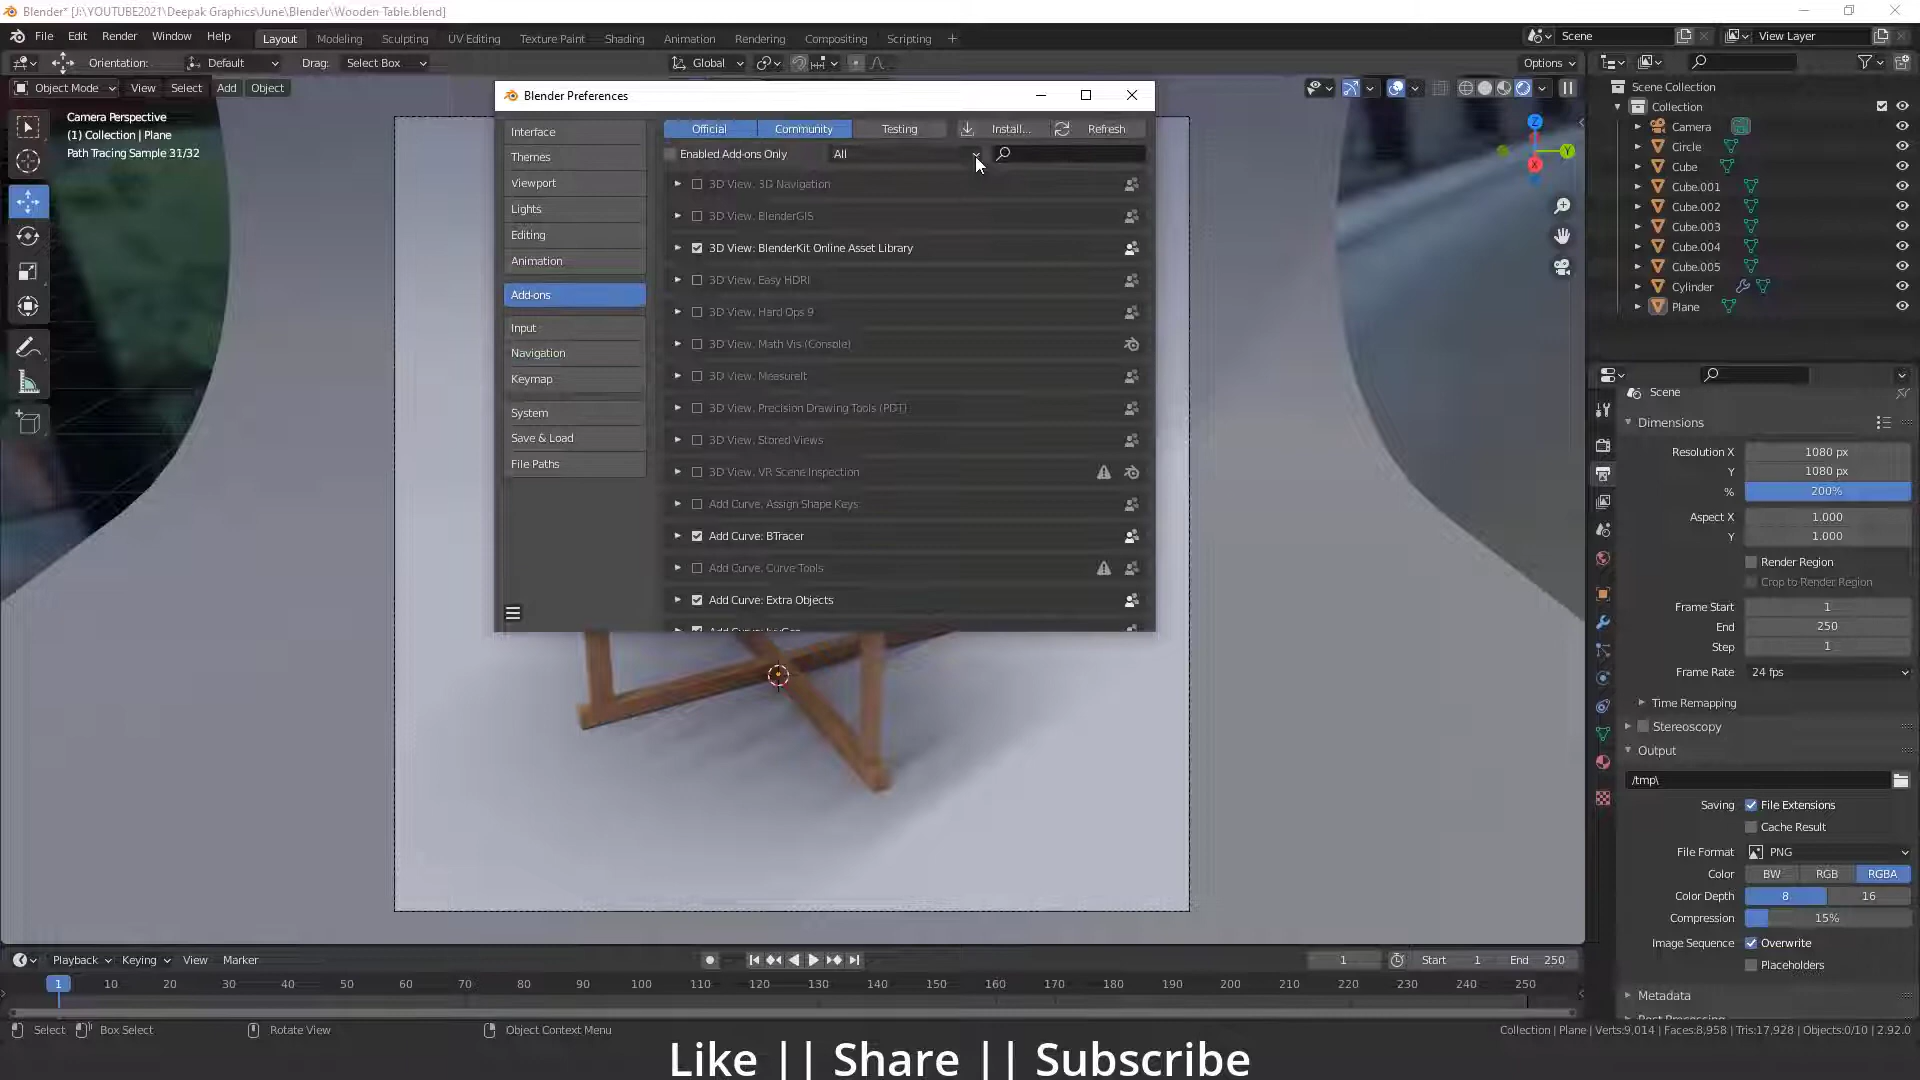 Blender* [J:\YOUTUBE2021\Deepak Graphics\June\Blender\Wooden Table.blend]
File Edit Render Window Help Layout Modeling Sculpting UV Editing Texture Paint Shading Animation Rendering Compositing Scripting + Scene View Layer
Orientation: Default Drag: Select Box Global Options
Object Mode View Select Add Object
Camera Perspective
(1) Collection | Plane
Path Tracing Sample 31/32
Blender Preferences
Interface
Themes
Viewport
Lights
Editing
Animation
Add-ons
Input
Navigation
Keymap
System
Save & Load
File Paths
Official Community Testing Install... Refresh
Enabled Add-ons Only All
3D View: 3D Navigation
3D View: BlenderGIS
3D View: BlenderKit Online Asset Library
3D View: Easy HDRI
3D View: Hard Ops 9
3D View: Math Vis (Console)
3D View: MeasureIt
3D View: Precision Drawing Tools (PDT)
3D View: Stored Views
3D View: VR Scene Inspection
Add Curve: Assign Shape Keys
Add Curve: BTracer
Add Curve: Curve Tools
Add Curve: Extra Objects
Z
Y
X
Scene Collection
Collection
Camera
Circle
Cube
Cube.001
Cube.002
Cube.003
Cube.004
Cube.005
Cylinder
Plane
Scene
Dimensions
Resolution X 1080 px
Y 1080 px
% 200%
Aspect X 1.000
Y 1.000
Render Region
Crop to Render Region
Frame Start 1
End 250
Step 1
Frame Rate 24 fps
Time Remapping
Stereoscopy
Output
/tmp\
Saving File Extensions
Cache Result
File Format PNG
Color BW RGB RGBA
Color Depth 8 16
Compression 15%
Image Sequence Overwrite
Placeholders
Metadata
Playback Keying View Marker 1 Start 1 End 250
1 10 20 30 40 50 60 70 80 90 100 110 120 130 140 150 160 170 180 190 200 210 220 230 240 250
Select Box Select Rotate View Object Context Menu Collection | Plane | Verts:9,014 | Faces:8,958 | Tris:17,928 | Objects:0/10 | 2.92.0
Like || Share || Subscribe